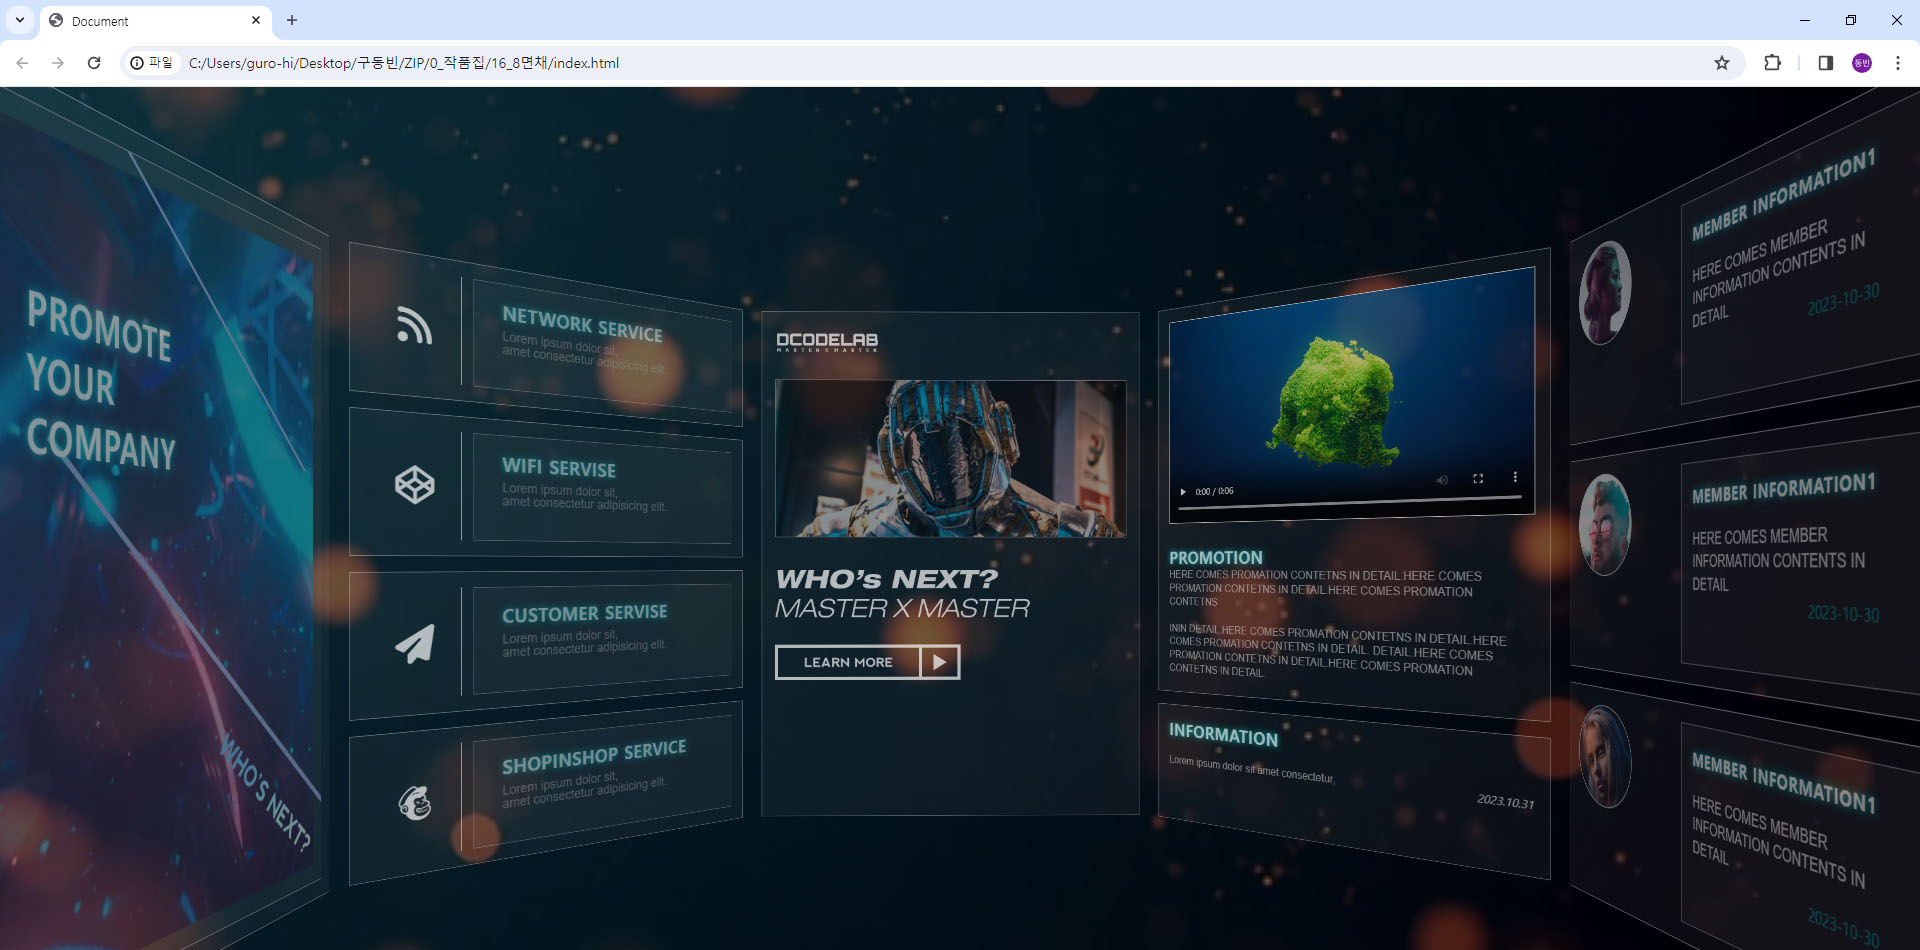 Document
파일
C:/Users/guro-hi/Desktop/구동빈/ZIP/0_작품집/16_8면채/index.html
동빈
PROMOTE
YOUR
COMPANY
WHO'S NEXT?
NETWORK SERVICE
Lorem ipsum dolor sit,
amet consectetur adipisicing elit.
WIFI SERVISE
Lorem ipsum dolor sit,
amet consectetur adipisicing elit.
CUSTOMER SERVISE
Lorem ipsum dolor sit,
amet consectetur adipisicing elit.
SHOPINSHOP SERVICE
Lorem ipsum dolor sit,
amet consectetur adipisicing elit.
DCODELAB
MASTER X MASTER
WHO's NEXT?
MASTER X MASTER
LEARN MORE
0:00 / 0:06
PROMOTION
HERE COMES PROMATION CONTETNS IN DETAIL.HERE COMES
PROMATION CONTETNS IN DETAIL.HERE COMES PROMATION
CONTETNS
ININ DETAIL.HERE COMES PROMATION CONTETNS IN DETAIL.HERE
COMES PROMATION CONTETNS IN DETAIL. DETAIL.HERE COMES
PROMATION CONTETNS IN DETAIL.HERE COMES PROMATION
CONTETNS IN DETAIL.
INFORMATION
Lorem ipsum dolor sit amet consectetur,
2023.10.31
MEMBER INFORMATION1
HERE COMES MEMBER
INFORMATION CONTENTS IN
DETAIL
2023-10-30
MEMBER INFORMATION1
HERE COMES MEMBER
INFORMATION CONTENTS IN
DETAIL
2023-10-30
MEMBER INFORMATION1
HERE COMES MEMBER
INFORMATION CONTENTS IN
DETAIL
2023-10-30